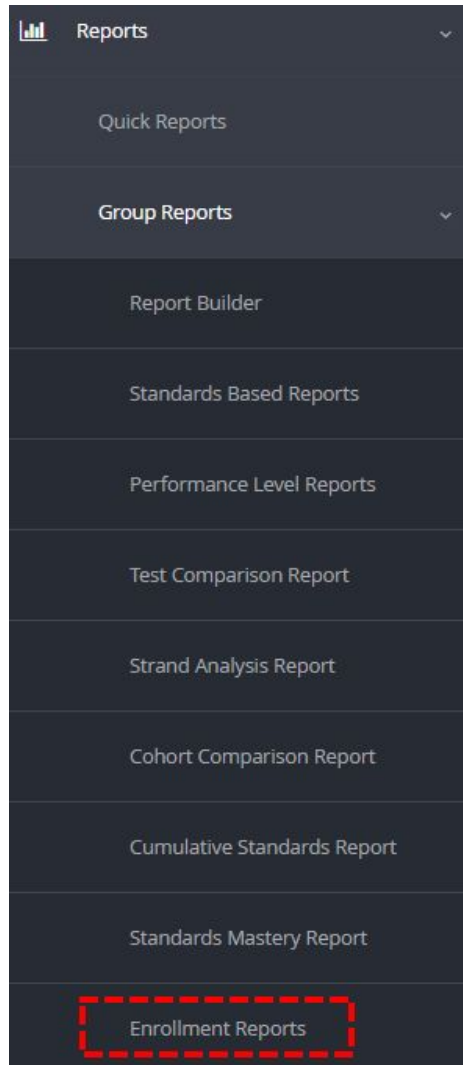 Reports
Quick Reports
Group Reports
Report Builder
Standards Based Reports
Performance Level Reports
Test Comparison Report
Strand Analysis Report
Cohort Comparison Report
Cumulative Standards Report
Standards Mastery Report
Enrollment Reports